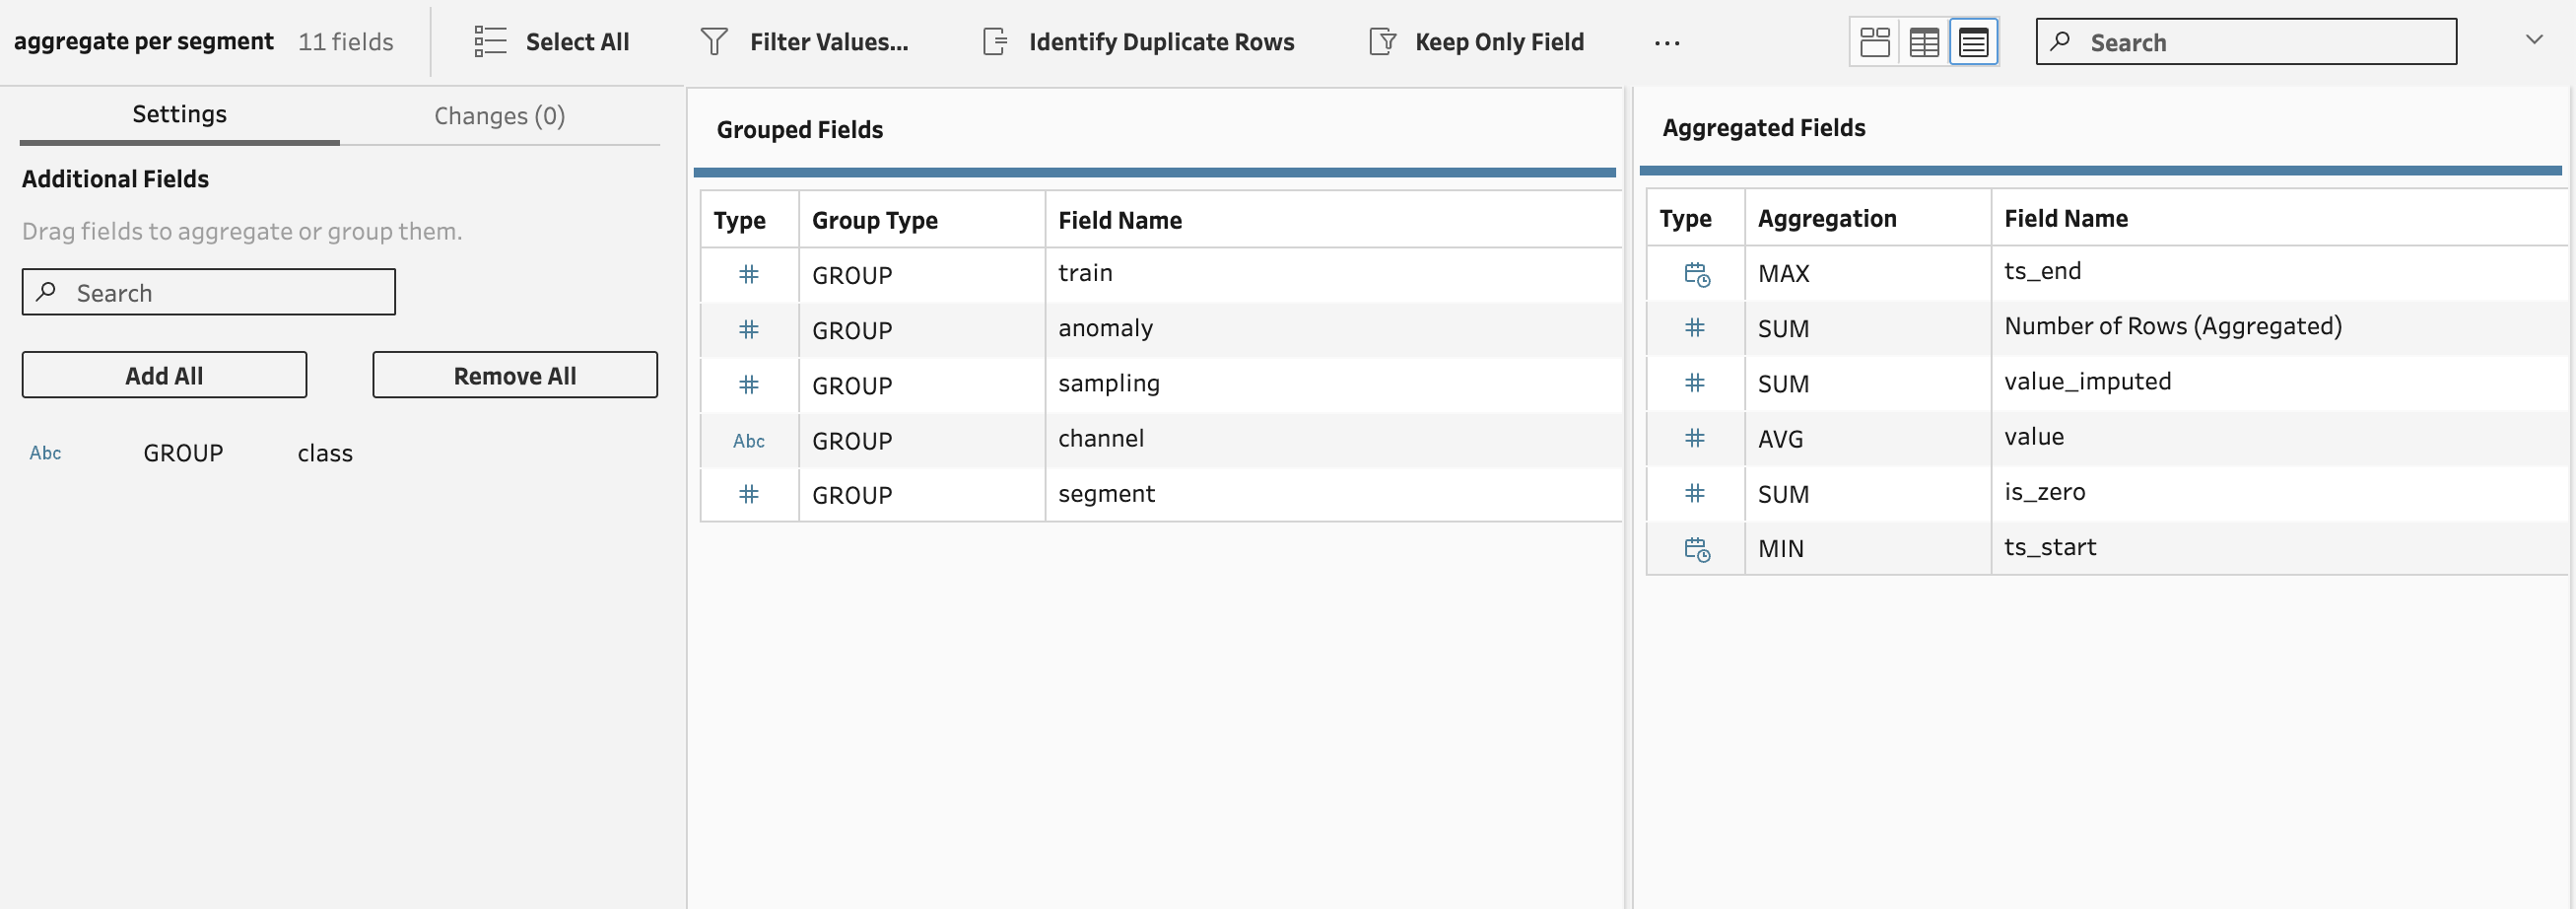 aggregate per segment 11 fields Select All Filter Values... Identify Duplicate Rows Keep Only Field ... Search
Settings Changes (0)
Additional Fields
Drag fields to aggregate or group them.
Search
Add All Remove All
Abc GROUP class
Grouped Fields
Type Group Type Field Name
# GROUP train
# GROUP anomaly
# GROUP sampling
Abc GROUP channel
# GROUP segment
Aggregated Fields
Type Aggregation Field Name
MAX ts_end
# SUM Number of Rows (Aggregated)
# SUM value_imputed
# AVG value
# SUM is_zero
MIN ts_start